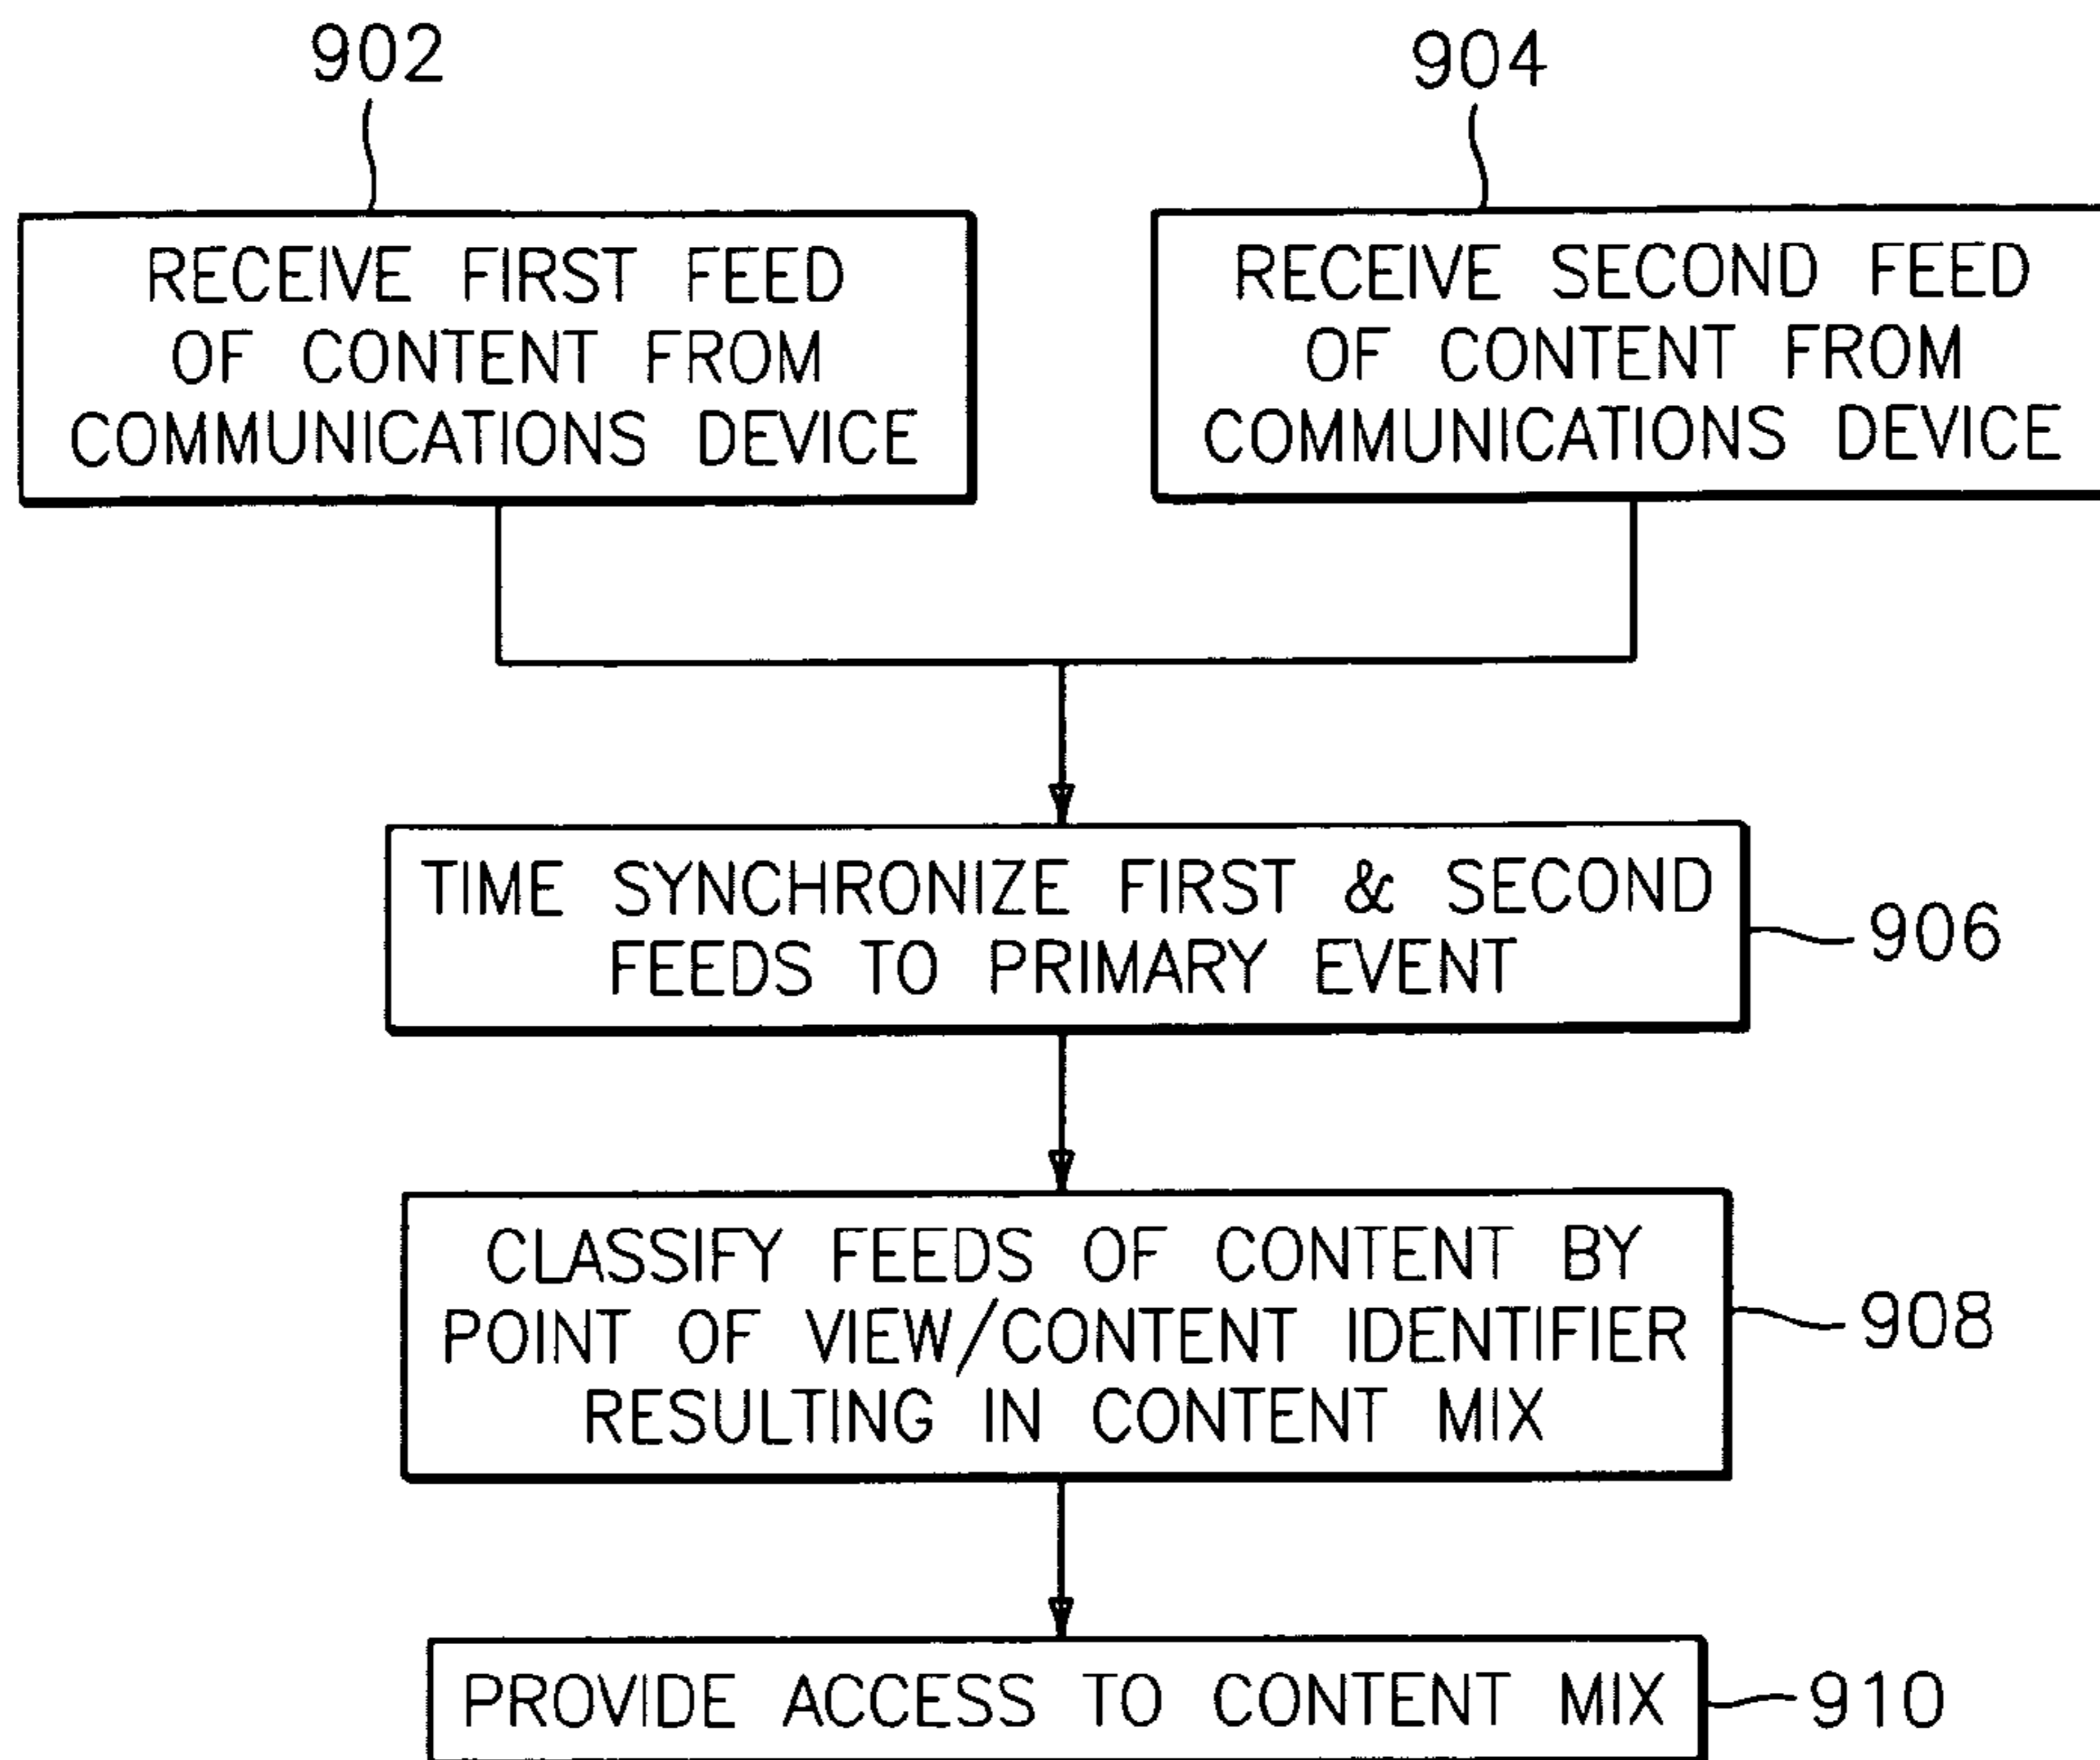 902
904
RECEIVE FIRST FEED
OF CONTENT FROM
COMMUNICATIONS DEVICE
RECEIVE SECOND FEED
OF CONTENT FROM
COMMUNICATIONS DEVICE
TIME SYNCHRONIZE FIRST & SECOND
FEEDS TO PRIMARY EVENT
906
CLASSIFY FEEDS OF CONTENT BY
POINT OF VIEW/CONTENT IDENTIFIER
RESULTING IN CONTENT MIX
908
PROVIDE ACCESS TO CONTENT MIX
910